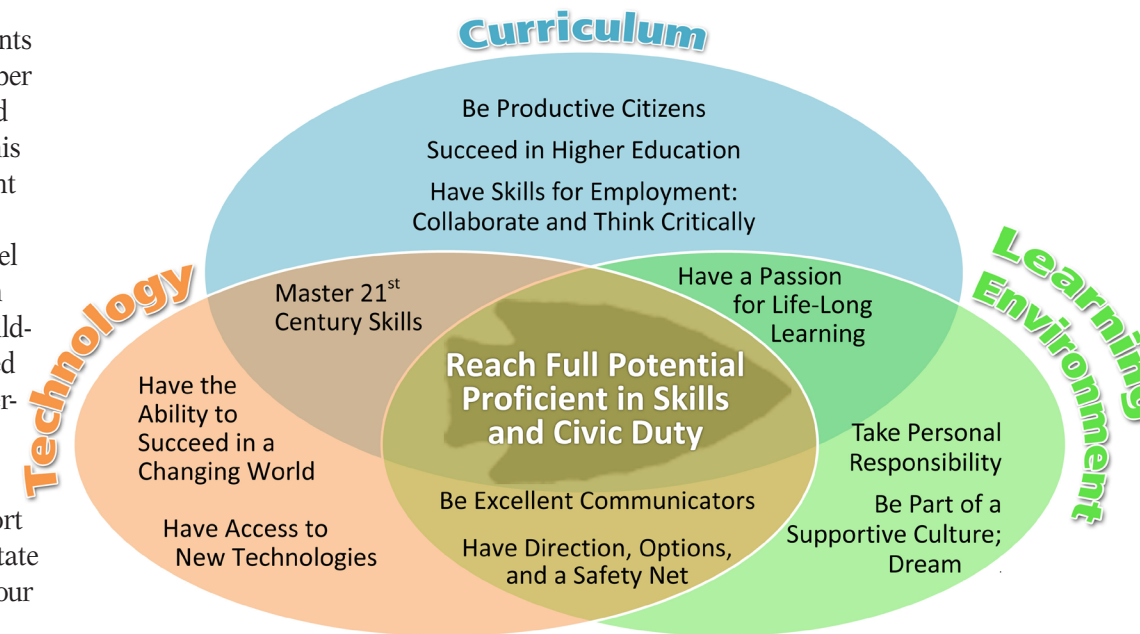 Curriculum
Be Productive Citizens
Succeed in Higher Education
Have Skills for Employment:
Collaborate and Think Critically
Technology
Master 21st
Century Skills
Have the
Ability to
Succeed in a
Changing World
Have Access to
New Technologies
Have a Passion
for Life-Long
Learning
Reach Full Potential
Proficient in Skills
and Civic Duty
Be Excellent Communicators
Have Direction, Options,
and a Safety Net
Learning
Environment
Take Personal
Responsibility
Be Part of a
Supportive Culture;
Dream
our